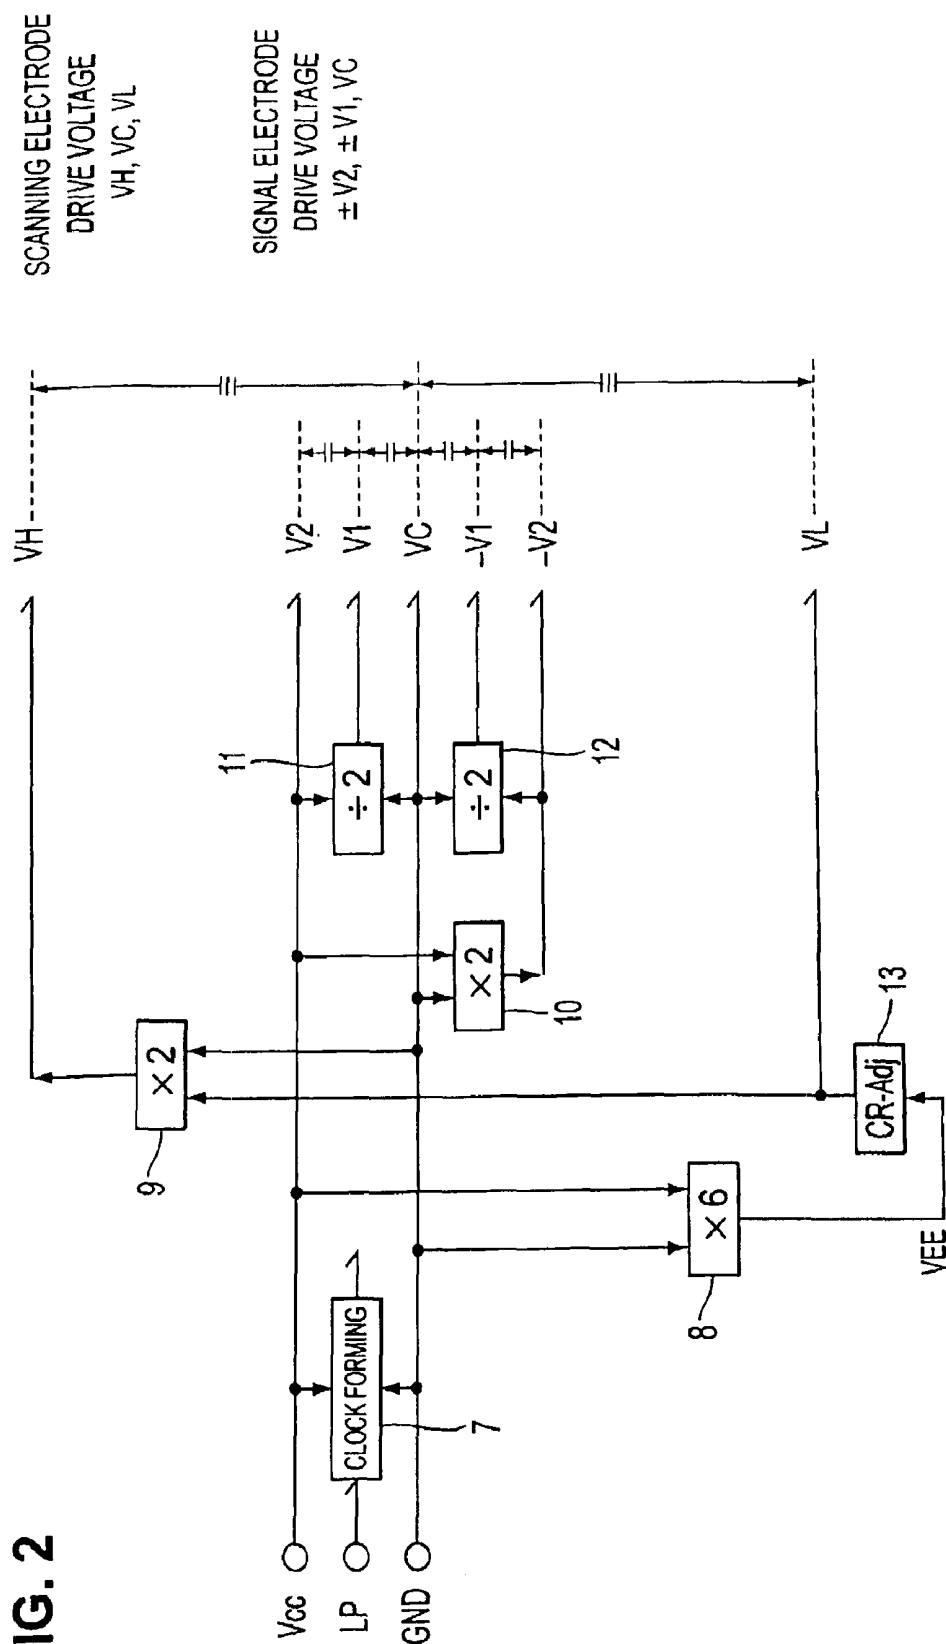 IG. 2
SCANNING ELECTRODE
DRIVE VOLTAGE
VH, VC, VL
SIGNAL ELECTRODE
DRIVE VOLTAGE
± V2, ± V1, VC
VH
V2
V1
VC
-V1
-V2
VL
Vcc
LP
GND
CLOCK FORMING
7
× 6
8
VEE
× 2
9
× 2
10
÷ 2
11
÷ 2
12
CR-Adj
13